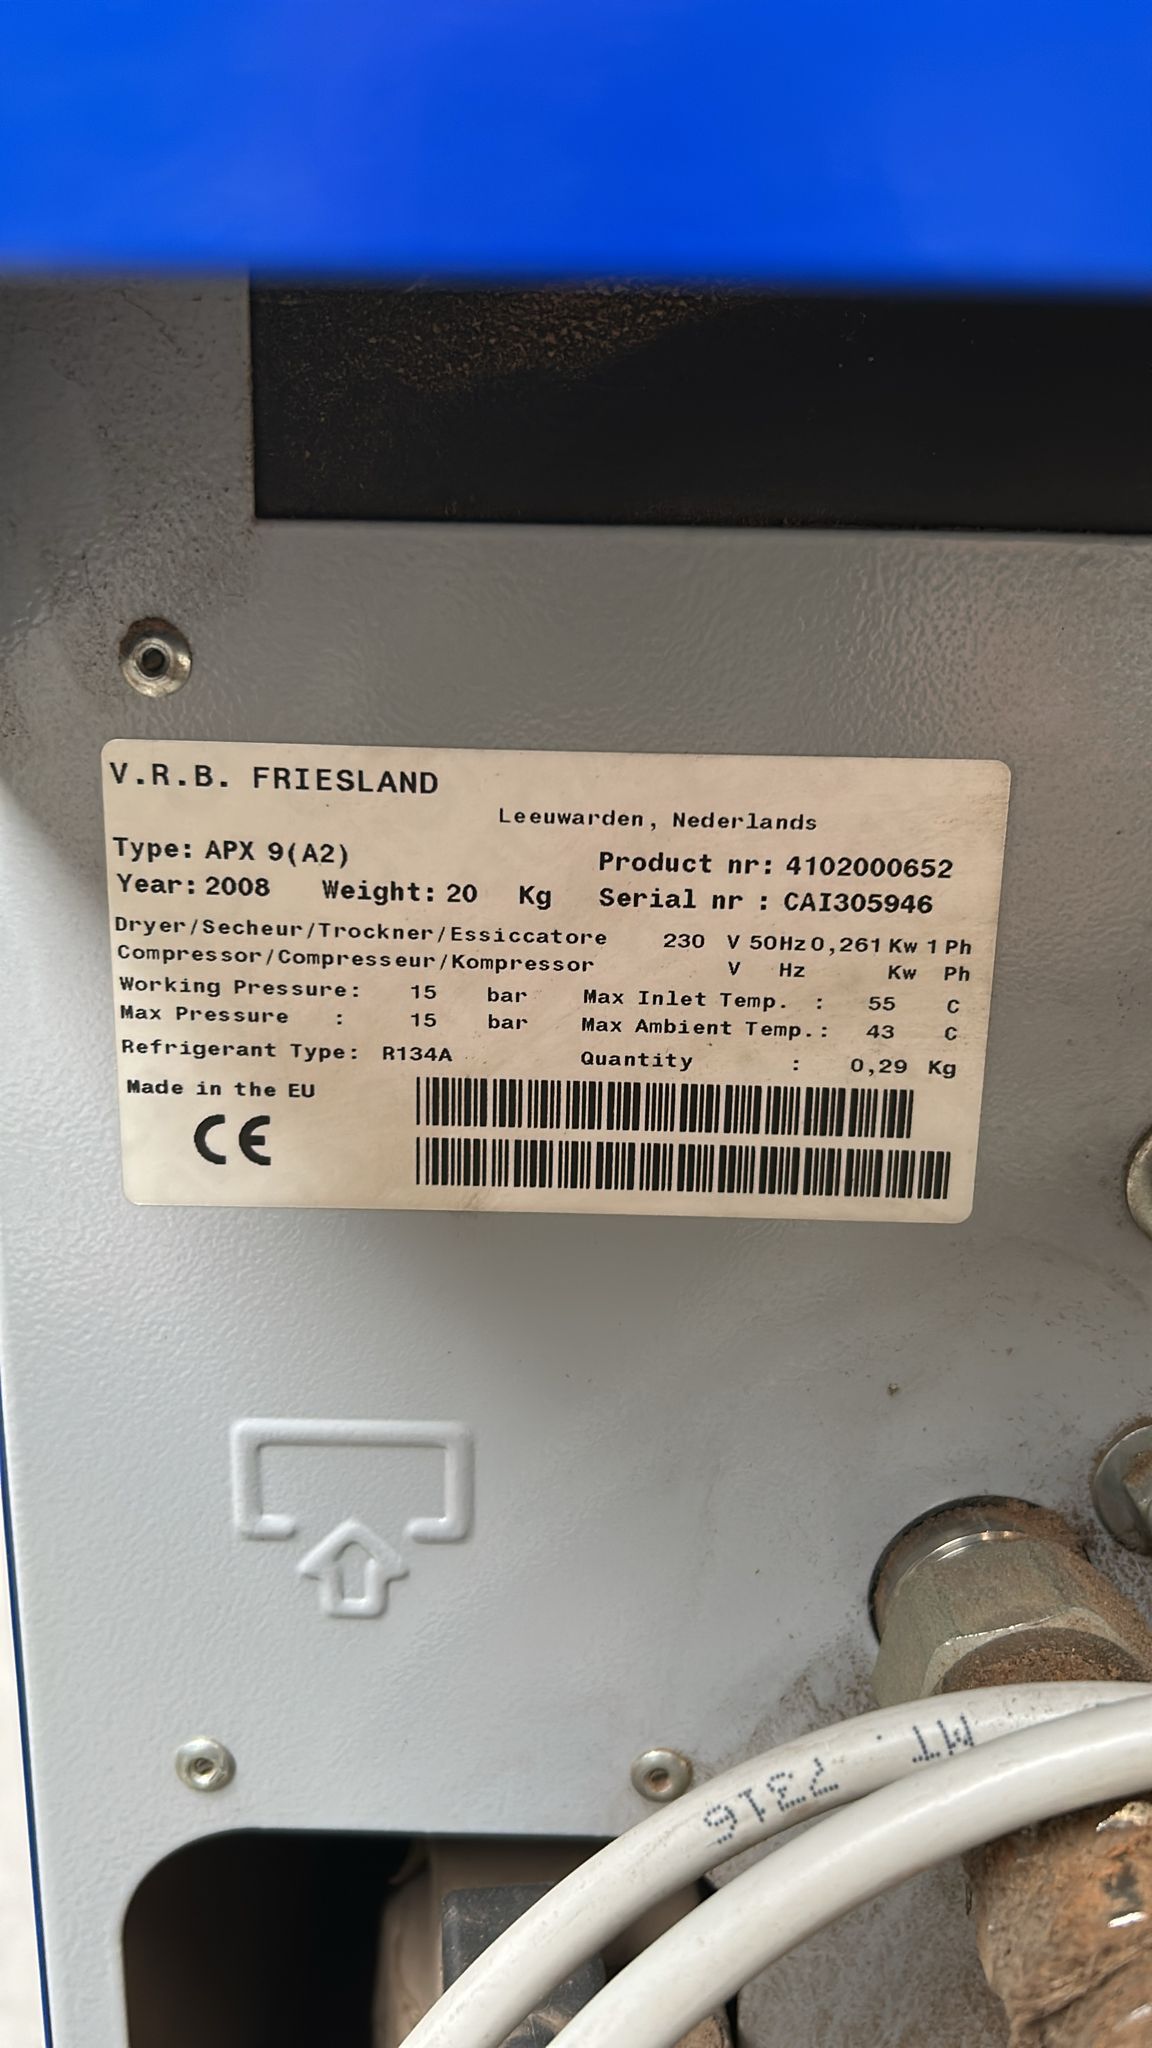 V.R.B. FRIESLAND
Leeuwarden, Nederlands
Type: APX 9(A2)
Product nr: 4102000652
Year: 2008 Weight: 20 Kg
Serial nr : CAI305946
Dryer/Secheur/Trockner/Essiccatore 230 V 50Hz 0,261 Kw 1 Ph
Compressor/Compresseur/Kompressor V Hz Kw Ph
Working Pressure: 15 bar Max Inlet Temp. : 55 C
Max Pressure : 15 bar Max Ambient Temp.: 43 C
Refrigerant Type: R134A Quantity : 0,29 Kg
Made in the EU
CE
MT 7316